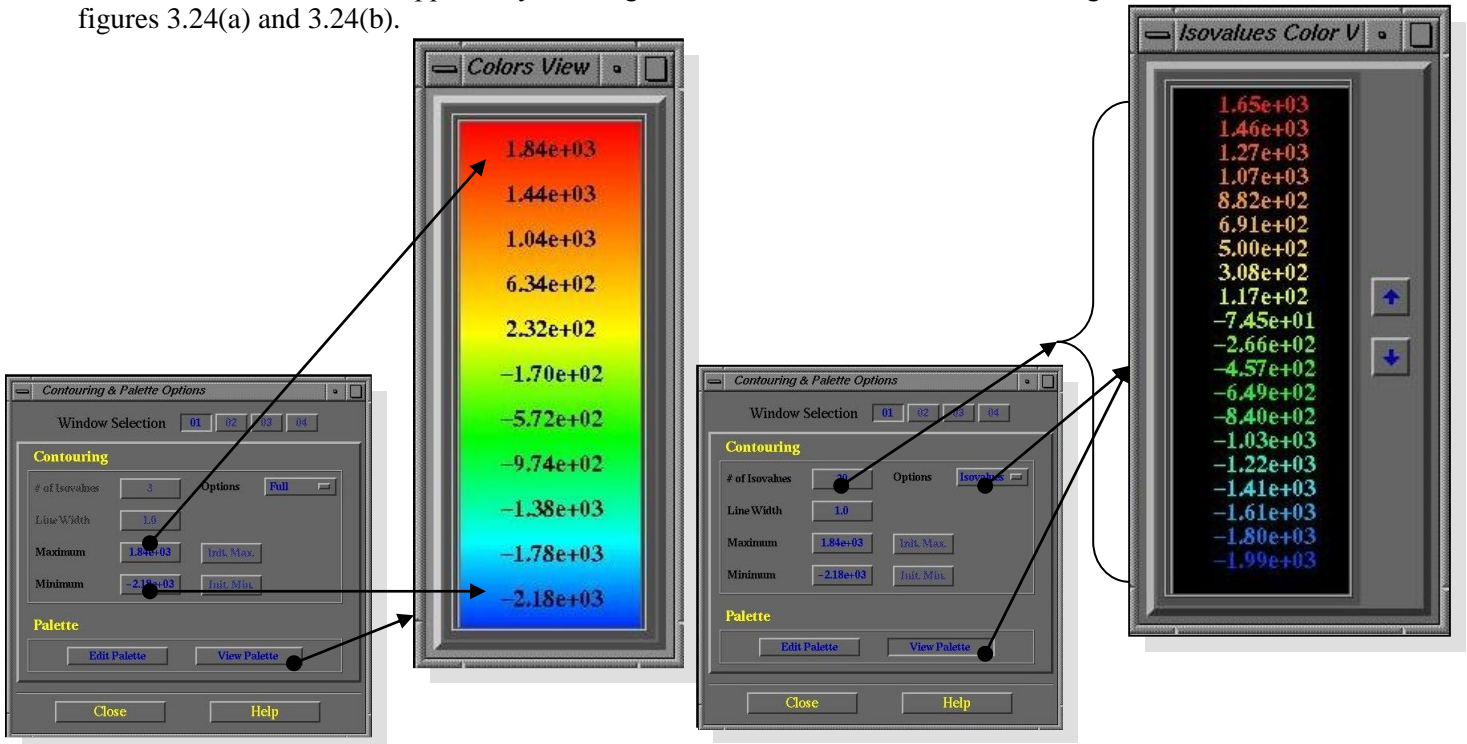 figures 3.24(a) and 3.24(b).
Colors View
1.84e+03
1.44e+03
1.04e+03
6.34e+02
2.32e+02
−1.70e+02
−5.72e+02
−9.74e+02
−1.38e+03
−1.78e+03
−2.18e+03
Contouring & Palette Options
Window Selection 01 02 03 04
Contouring
# of Isovalues 3 Options Full
Line Width 1.0
Maximum 1.84e+03 Init. Max.
Minimum −2.18e+03 Init. Min.
Palette
Edit Palette View Palette
Close Help
Contouring & Palette Options
Window Selection 01 02 03 04
Contouring
# of Isovalues 20 Options Isovalues
Line Width 1.0
Maximum 1.84e+03 Init. Max.
Minimum −2.18e+03 Init. Min.
Palette
Edit Palette View Palette
Close Help
Isovalues Color V
1.65e+03
1.46e+03
1.27e+03
1.07e+03
8.82e+02
6.91e+02
5.00e+02
3.08e+02
1.17e+02
−7.45e+01
−2.66e+02
−4.57e+02
−6.49e+02
−8.40e+02
−1.03e+03
−1.22e+03
−1.41e+03
−1.61e+03
−1.80e+03
−1.99e+03